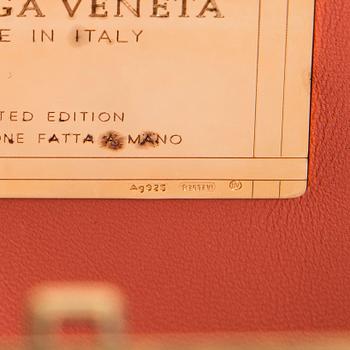 GA VENETA
E IN ITALY
TED EDITION
ONE FATTA A MANO
Ag925